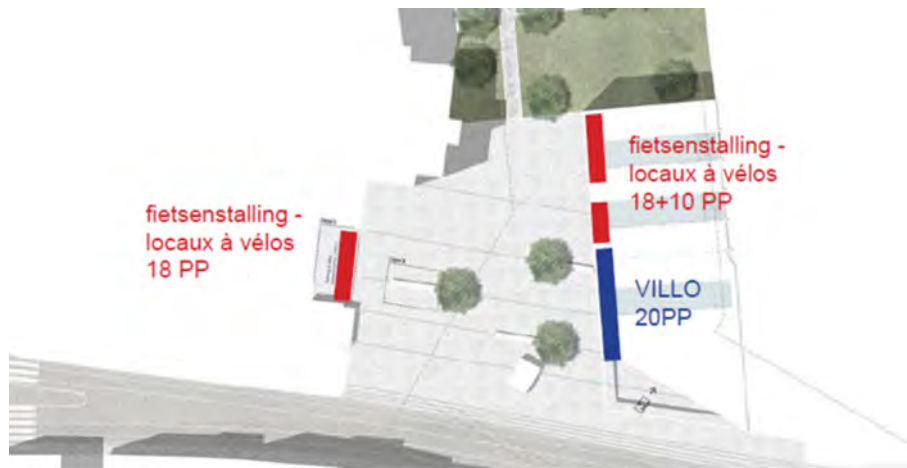 fietsenstalling -
locaux à vélos
18+10 PP
fietsenstalling -
locaux à vélos
18 PP
VILLO
20PP